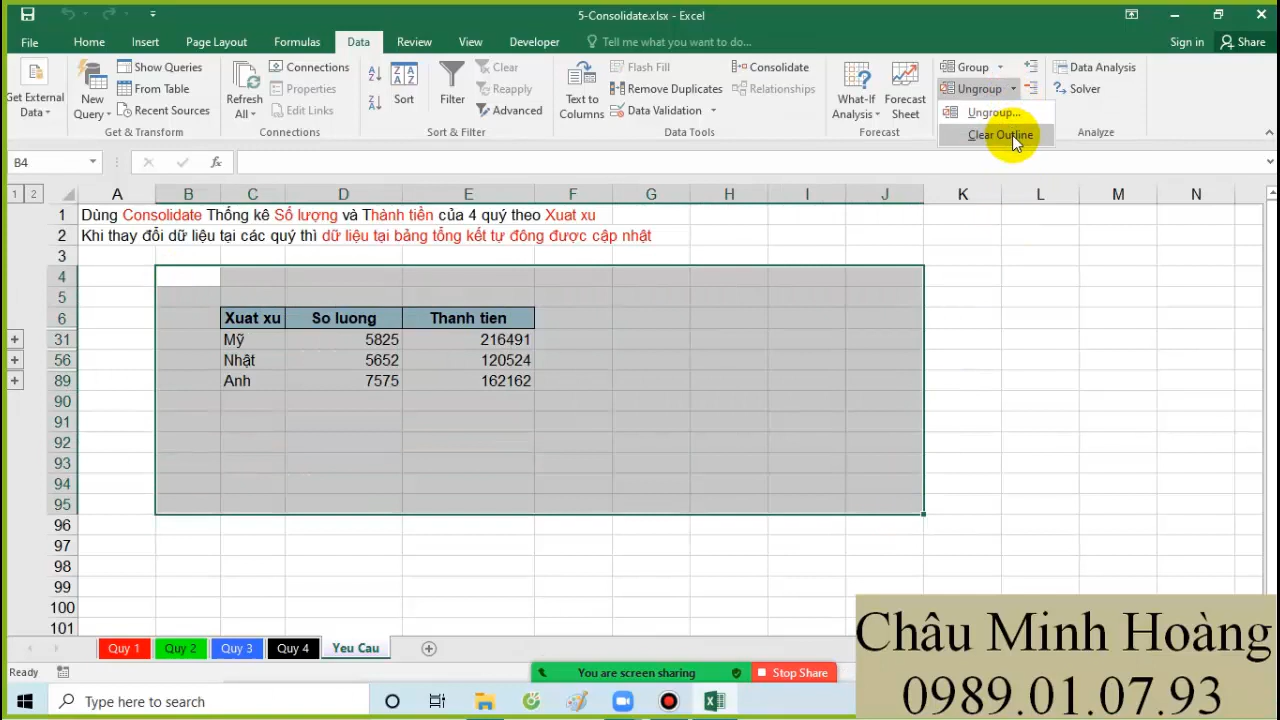 5-Consolidate.xlsx - Excel
File Home Insert Page Layout Formulas Data Review View Developer Tell me what you want to do... Sign in Share
Get External Data
New Query
Show Queries
From Table
Recent Sources
Get & Transform
Refresh All
Connections
Properties
Edit Links
Connections
Sort
Filter
Clear
Reapply
Advanced
Sort & Filter
Text to Columns
Flash Fill
Remove Duplicates
Data Validation
Consolidate
Relationships
Data Tools
What-If Analysis
Forecast Sheet
Forecast
Group
Ungroup
Ungroup...
Clear Outline
Data Analysis
Solver
Analyze
B4
fx
1 2
A B C D E F G H I J K L M N
1 Dùng Consolidate Thống kê Số lượng và Thành tiền của 4 quý theo Xuat xu
2 Khi thay đổi dữ liệu tại các quý thì dữ liệu tại bảng tổng kết tự đông được cập nhật
3
4
5
6 Xuat xu So luong Thanh tien
31 Mỹ 5825 216491
56 Nhật 5652 120524
89 Anh 7575 162162
90
91
92
93
94
95
96
97
98
99
100
101
Quy 1 Quy 2 Quy 3 Quy 4 Yeu Cau
Ready
You are screen sharing Stop Share
Type here to search
Châu Minh Hoàng
0989.01.07.93